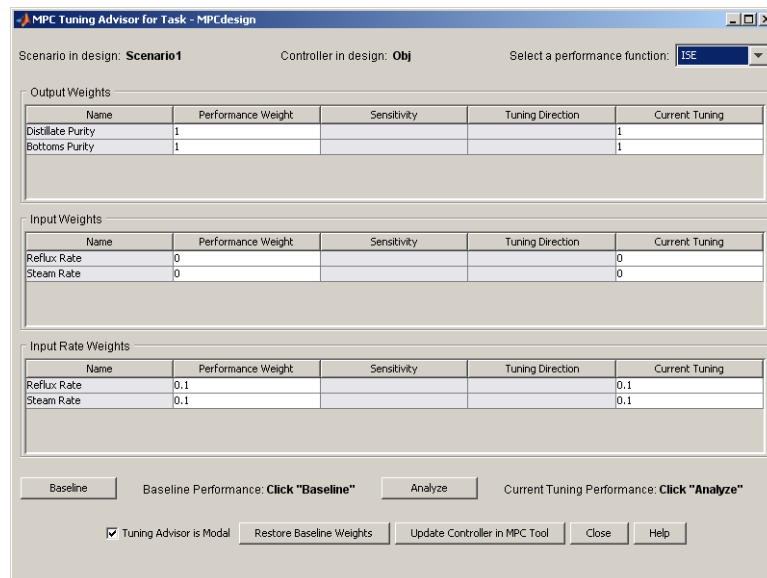 MPC Tuning Advisor for Task - MPCdesign
Scenario in design: Scenario1 Controller in design: Obj Select a performance function: ISE
Output Weights
Name Performance Weight Sensitivity Tuning Direction Current Tuning
Distillate Purity 1 1
Bottoms Purity 1 1
Input Weights
Name Performance Weight Sensitivity Tuning Direction Current Tuning
Reflux Rate 0 0
Steam Rate 0 0
Input Rate Weights
Name Performance Weight Sensitivity Tuning Direction Current Tuning
Reflux Rate 0.1 0.1
Steam Rate 0.1 0.1
Baseline Baseline Performance: Click "Baseline" Analyze Current Tuning Performance: Click "Analyze"
Tuning Advisor is Modal Restore Baseline Weights Update Controller in MPC Tool Close Help